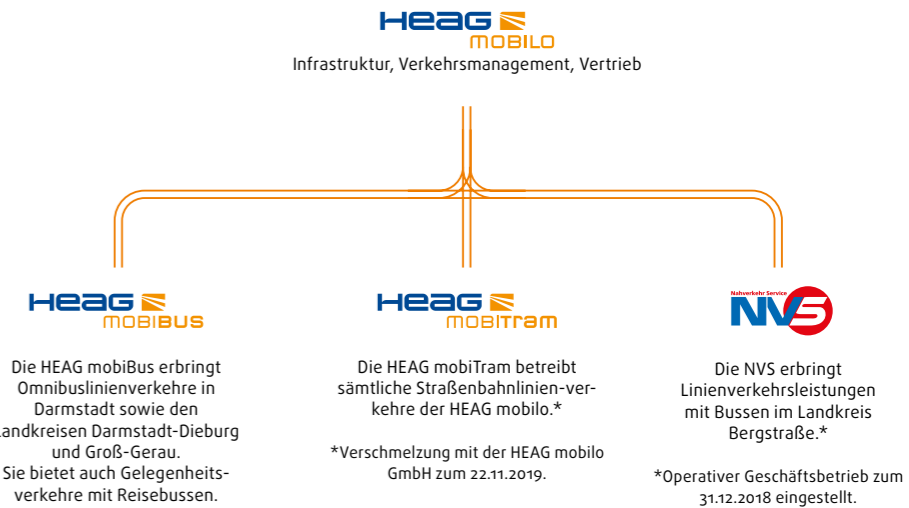 HEAG
MOBILO
Infrastruktur, Verkehrsmanagement, Vertrieb
HEAG
MOBIBUS
Die HEAG mobiBus erbringt
Omnibuslinienverkehre in
Darmstadt sowie den
Landkreisen Darmstadt-Dieburg
und Groß-Gerau.
Sie bietet auch Gelegenheits-
verkehre mit Reisebussen.
HEAG
MOBITram
Die HEAG mobiTram betreibt
sämtliche Straßenbahnlinien-ver-
kehre der HEAG mobilo.*
*Verschmelzung mit der HEAG mobilo
GmbH zum 22.11.2019.
Nahverkehr Service
NVS
Die NVS erbringt
Linienverkehrsleistungen
mit Bussen im Landkreis
Bergstraße.*
*Operativer Geschäftsbetrieb zum
31.12.2018 eingestellt.